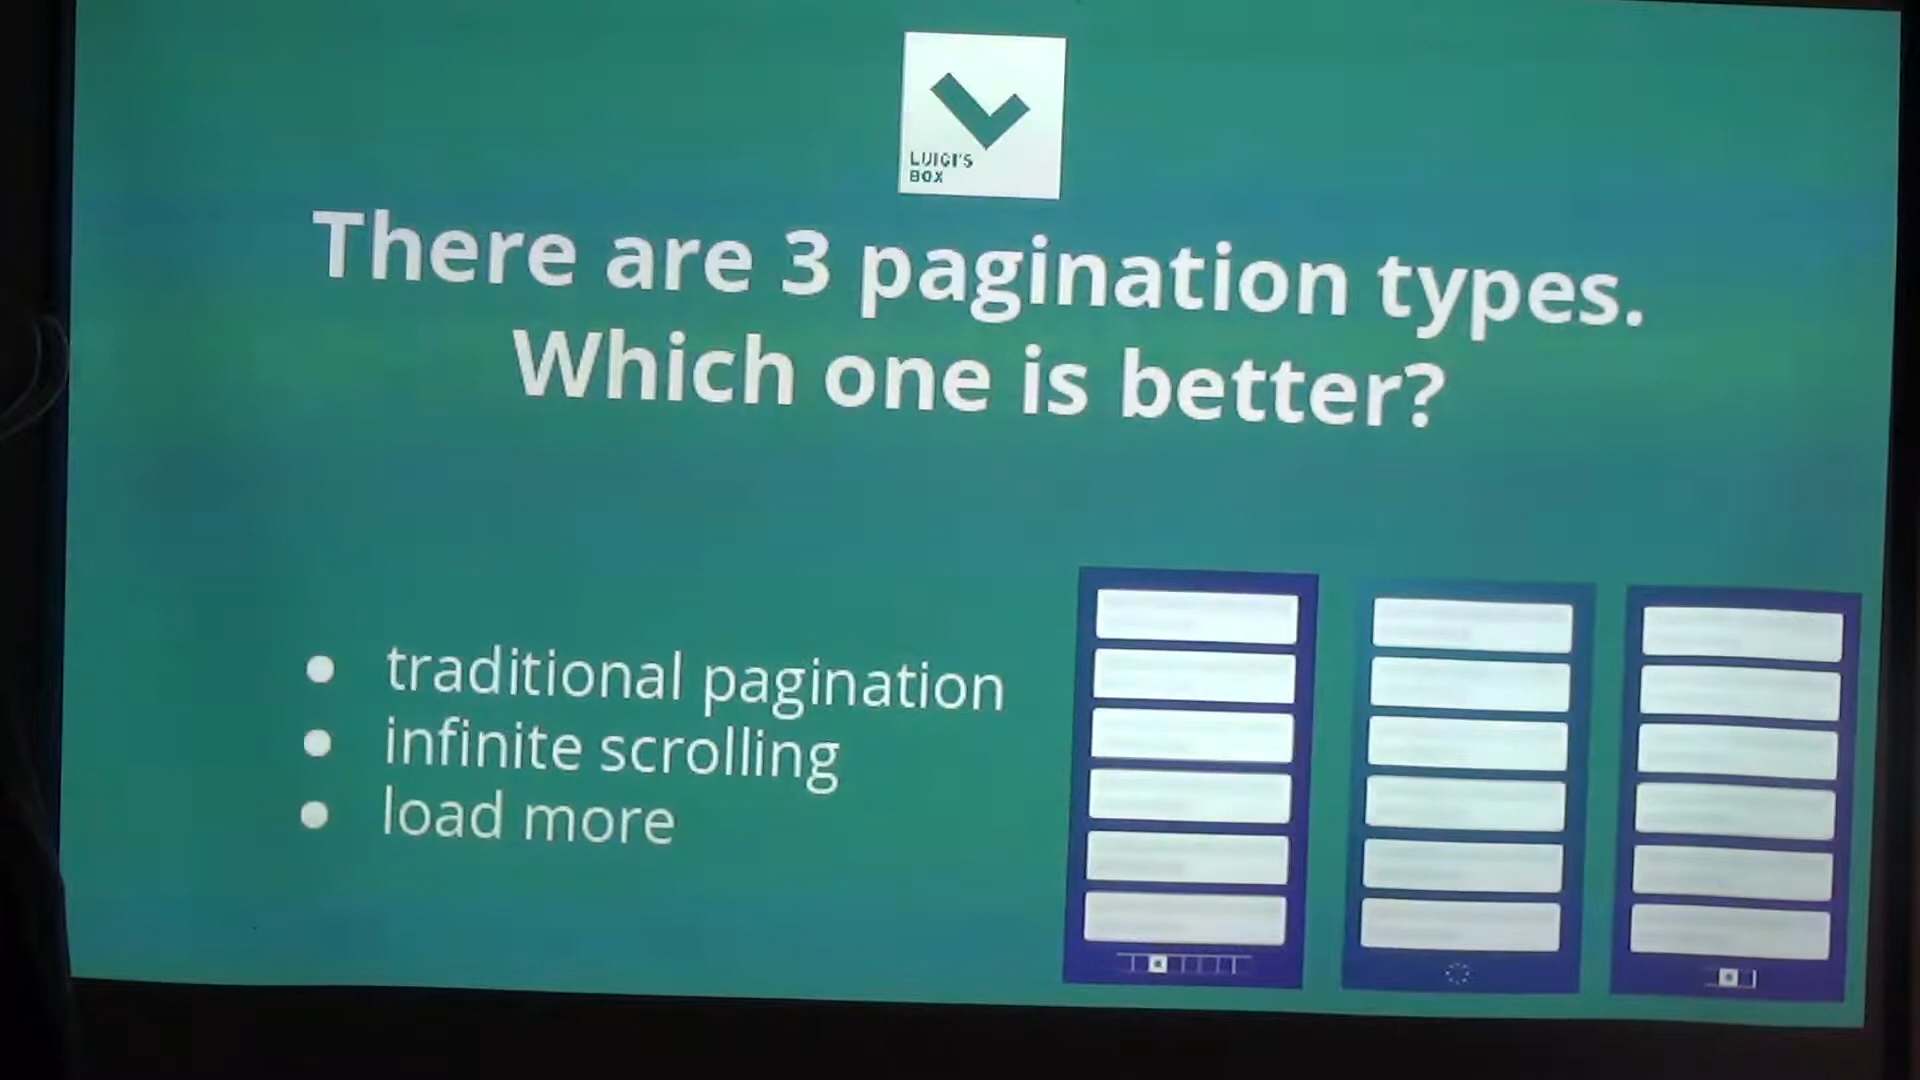 LUIGI'S
BOX
There are 3 pagination types.
Which one is better?
traditional pagination
infinite scrolling
load more